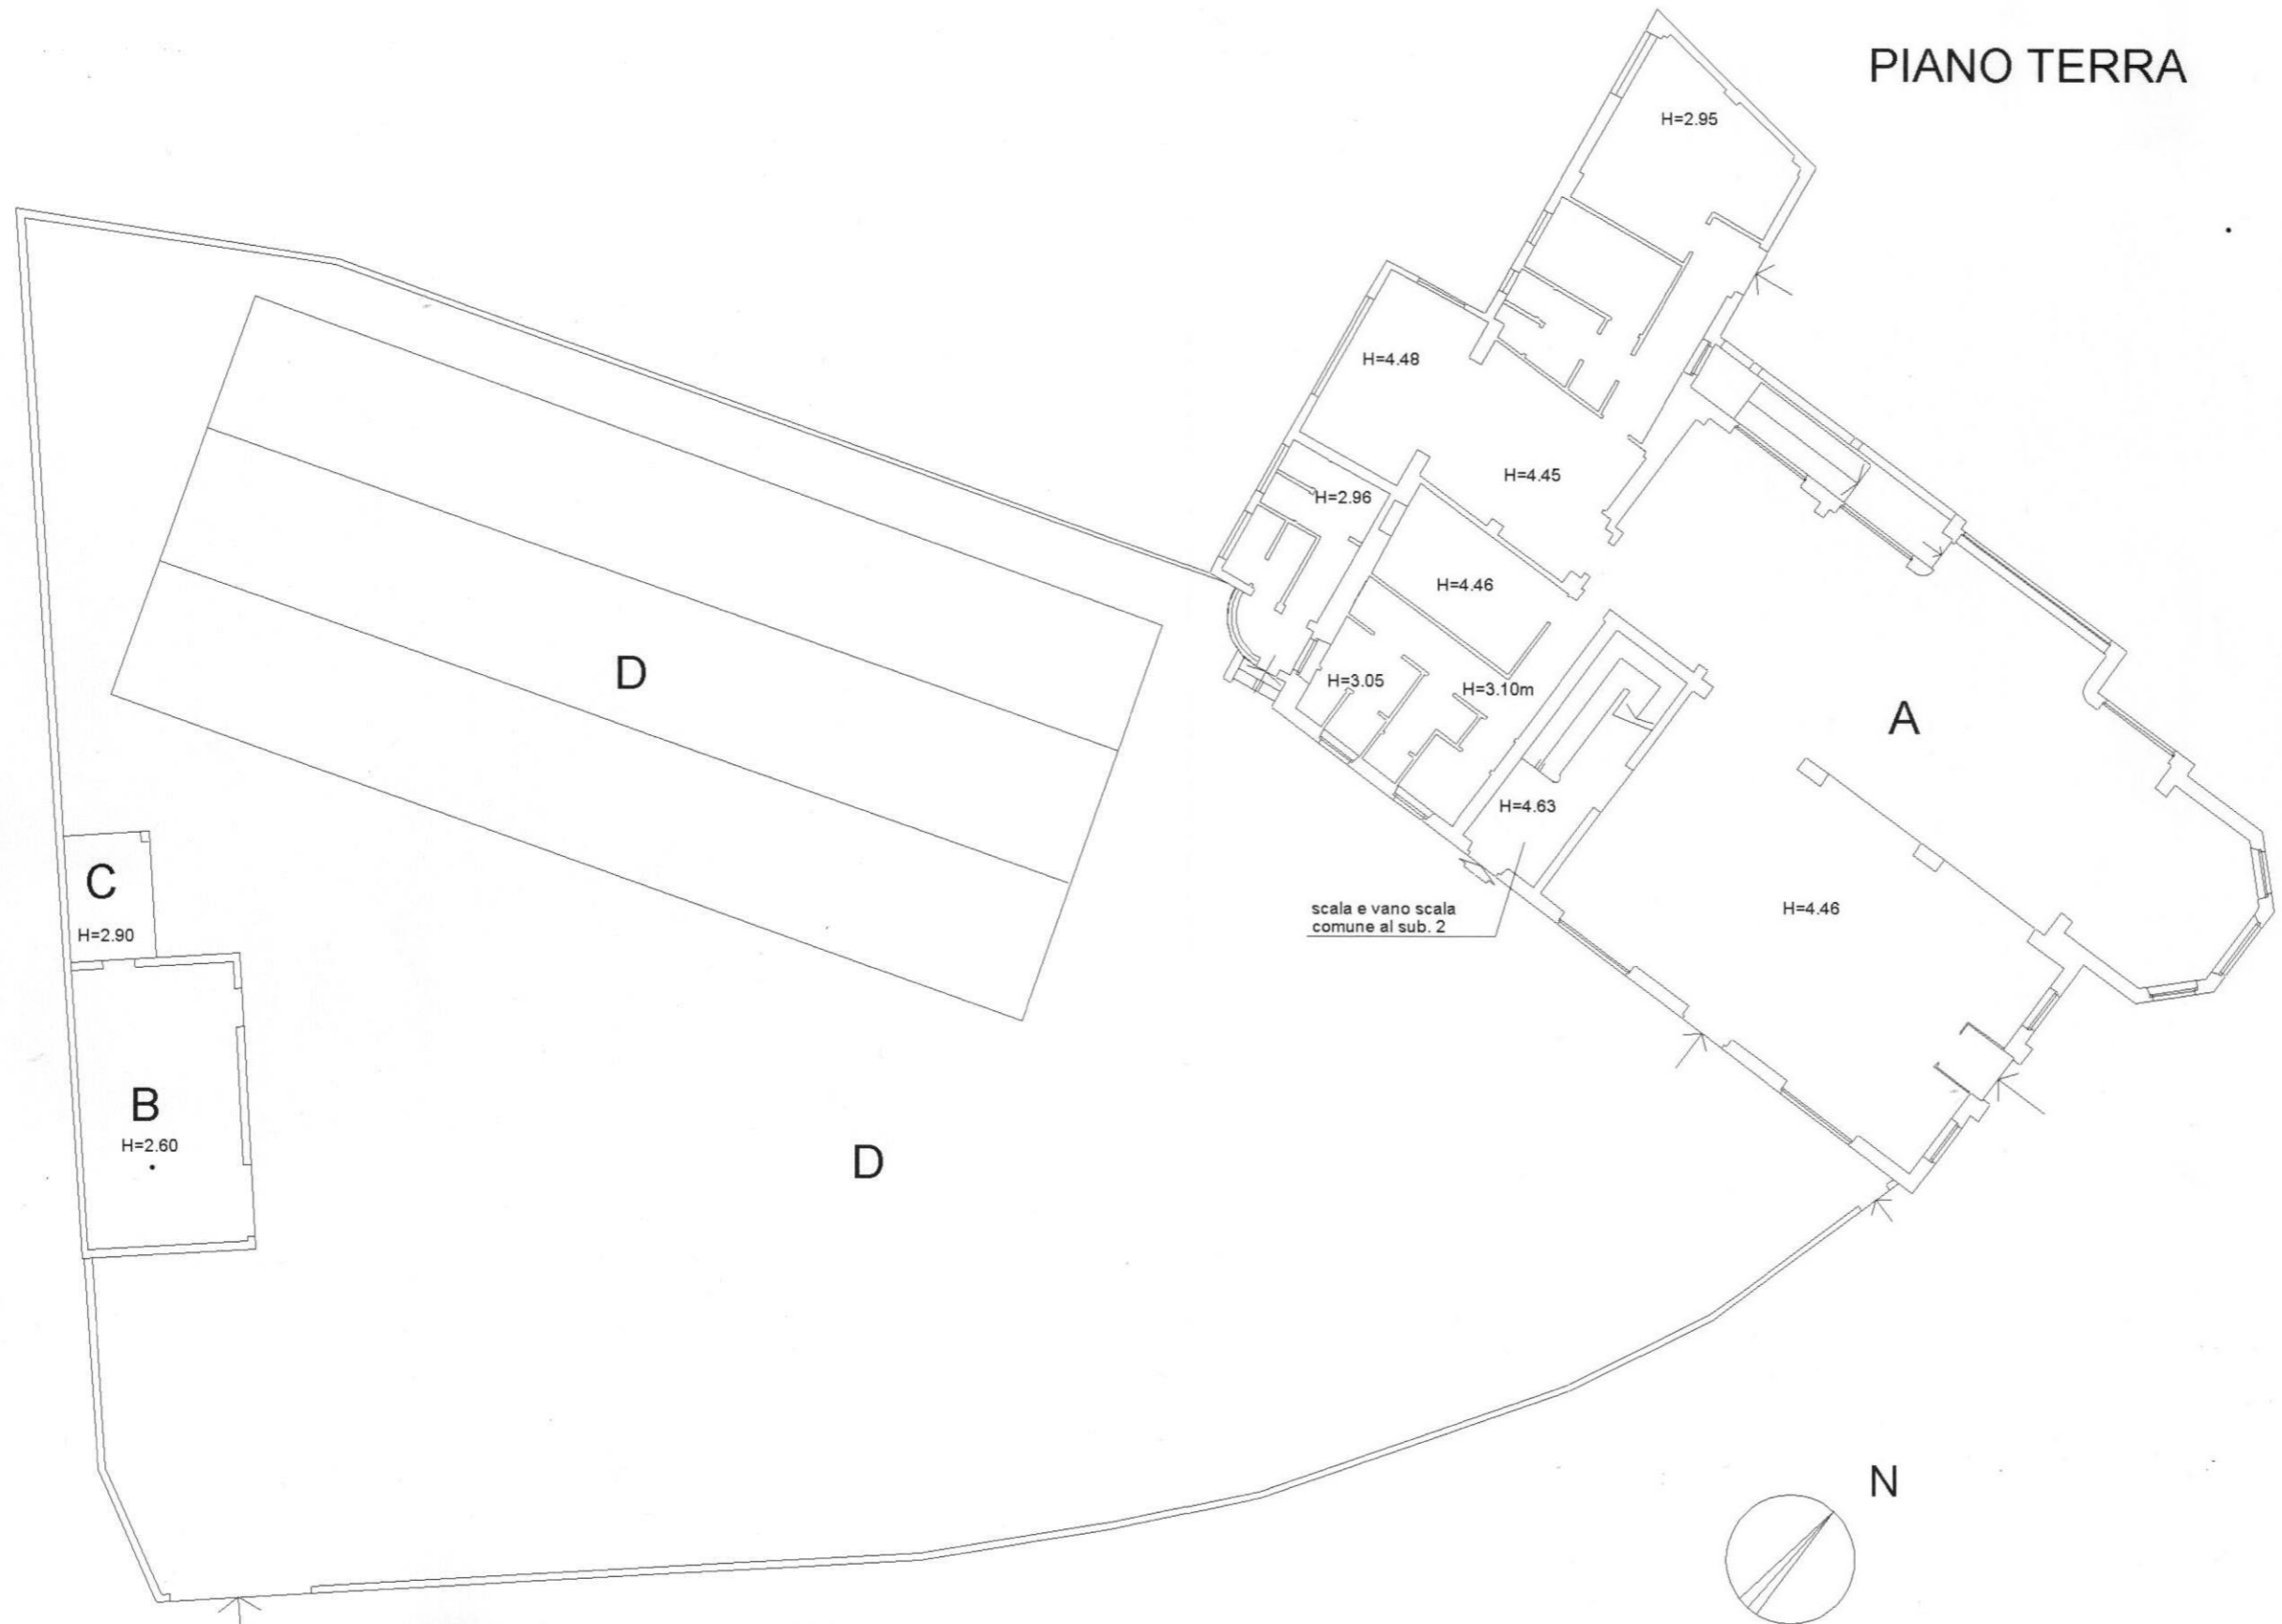 PIANO TERRA
H=2.95
H=4.48
H=4.45
H=2.96
H=4.46
H=3.05
H=3.10m
D
A
H=4.63
C
H=2.90
scala e vano scala
comune al sub. 2
H=4.46
B
H=2.60
D
N